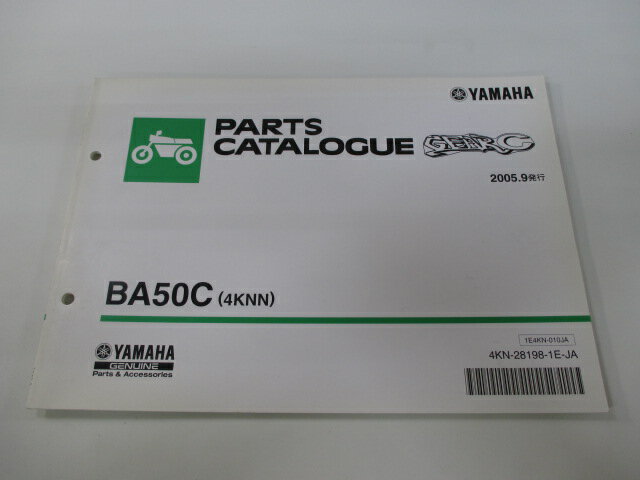 YAMAHA
PARTS
CATALOGUE
GEAR C
2005.9発行
BA50C (4KNN)
YAMAHA
GENUINE
Parts & Accessories
1E4KN-010JA
4KN-28198-1E-JA